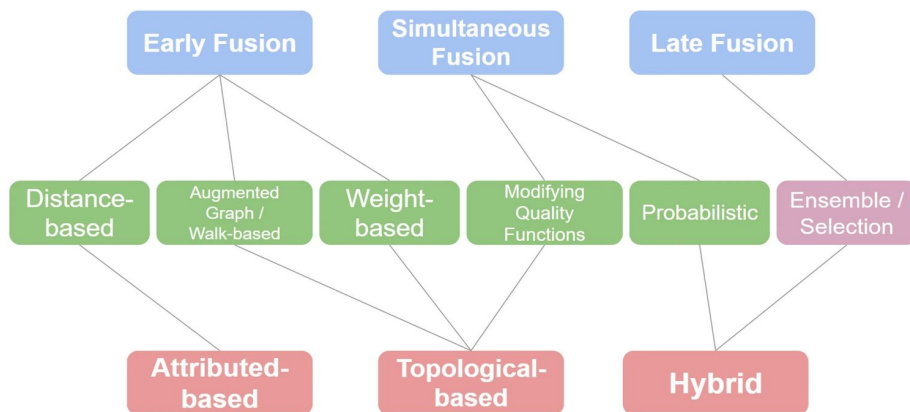 Early Fusion
Simultaneous
Fusion
Late Fusion
Distance-
based
Augmented
Graph /
Walk-based
Weight-
based
Modifying
Quality
Functions
Probabilistic
Ensemble /
Selection
Attributed-
based
Topological-
based
Hybrid